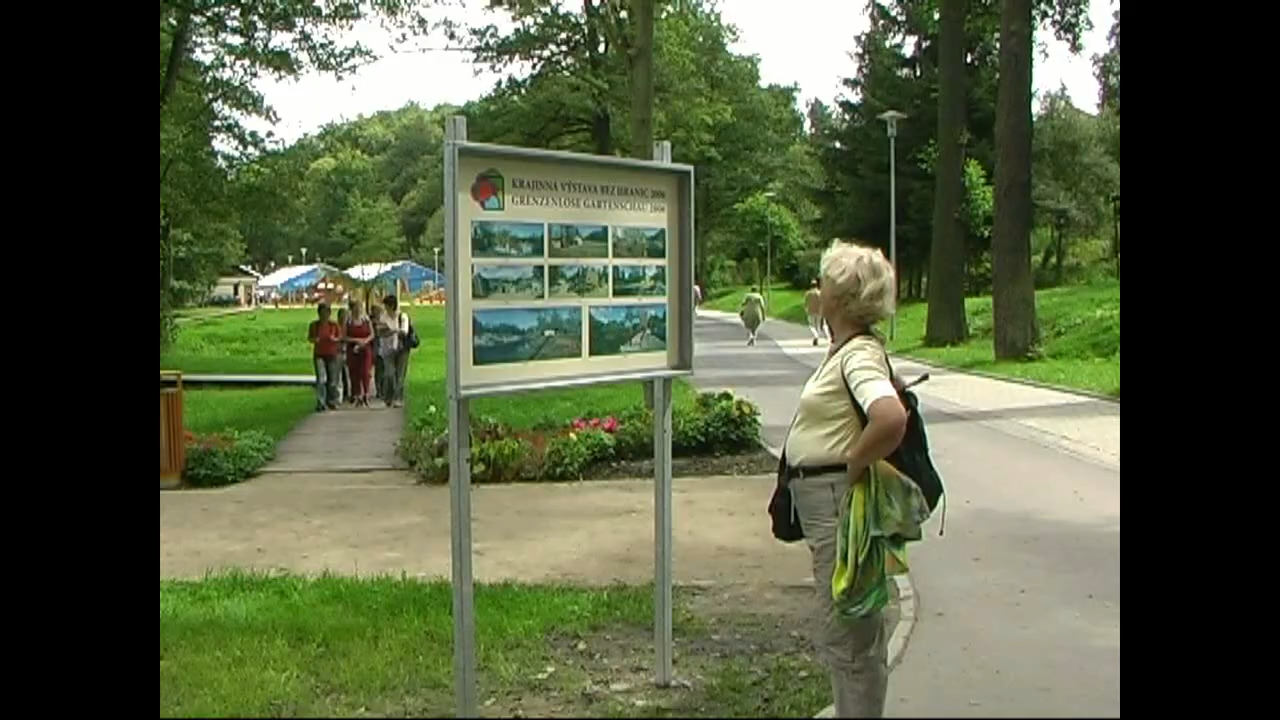 KRAJINNÁ VÝSTAVA BEZ HRANIC 2006
GRENZENLOSE GARTENSCHAU 2006